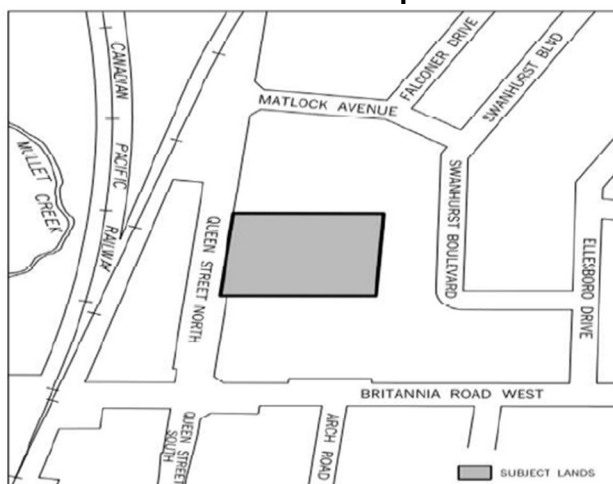 CANADIAN
PACIFIC
RAILWAY
MULLET CREEK
MATLOCK AVENUE
FALCONER DRIVE
SWANHURST BLVD
SWANHURST BOULEVARD
QUEEN STREET NORTH
ELLESBORO DRIVE
BRITANNIA ROAD WEST
QUEEN STREET
SOUTH
ARCH ROAD
SUBJECT LANDS